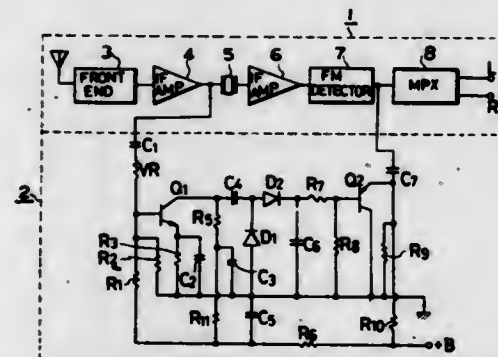 1
3 4 5 6 7 8
FRONT END
IF AMP
IF AMP
FM DETECTOR
MPX
L
R
C1
VR
2
Q1
C4
D2
R7
Q2
C7
R5
D1
R3
R2
C2
C3
C6
R8
R9
R1
R11
C5
R6
R10
+B